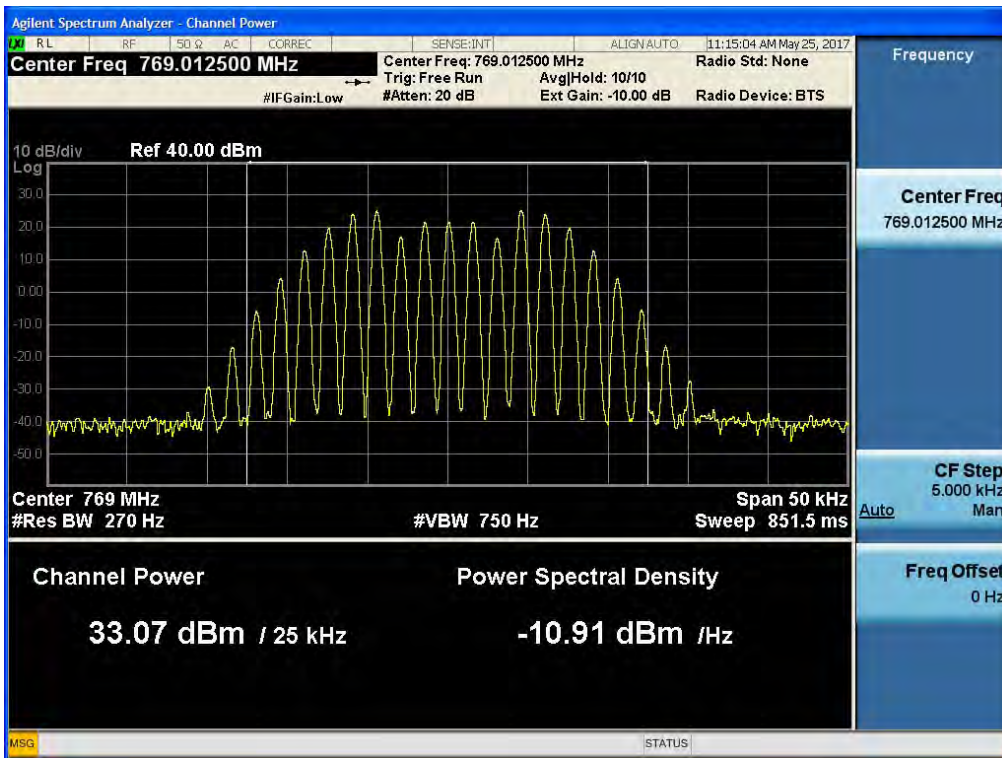 Agilent Spectrum Analyzer - Channel Power
LXI RL RF 50 Ω AC CORREC SENSE:INT ALIGNAUTO 11:15:04 AM May 25, 2017
Center Freq 769.012500 MHz
#IFGain:Low
Center Freq: 769.012500 MHz
Trig: Free Run Avg|Hold: 10/10
#Atten: 20 dB Ext Gain: -10.00 dB
Radio Std: None
Radio Device: BTS
10 dB/div Ref 40.00 dBm
Log
30.0
20.0
10.0
0.00
-10.0
-20.0
-30.0
-40.0
-50.0
Center 769 MHz Span 50 kHz
#Res BW 270 Hz #VBW 750 Hz Sweep 851.5 ms
Channel Power
33.07 dBm / 25 kHz
Power Spectral Density
-10.91 dBm /Hz
MSG STATUS
Frequency
Center Freq
769.012500 MHz
CF Step
5.000 kHz
Auto Man
Freq Offset
0 Hz